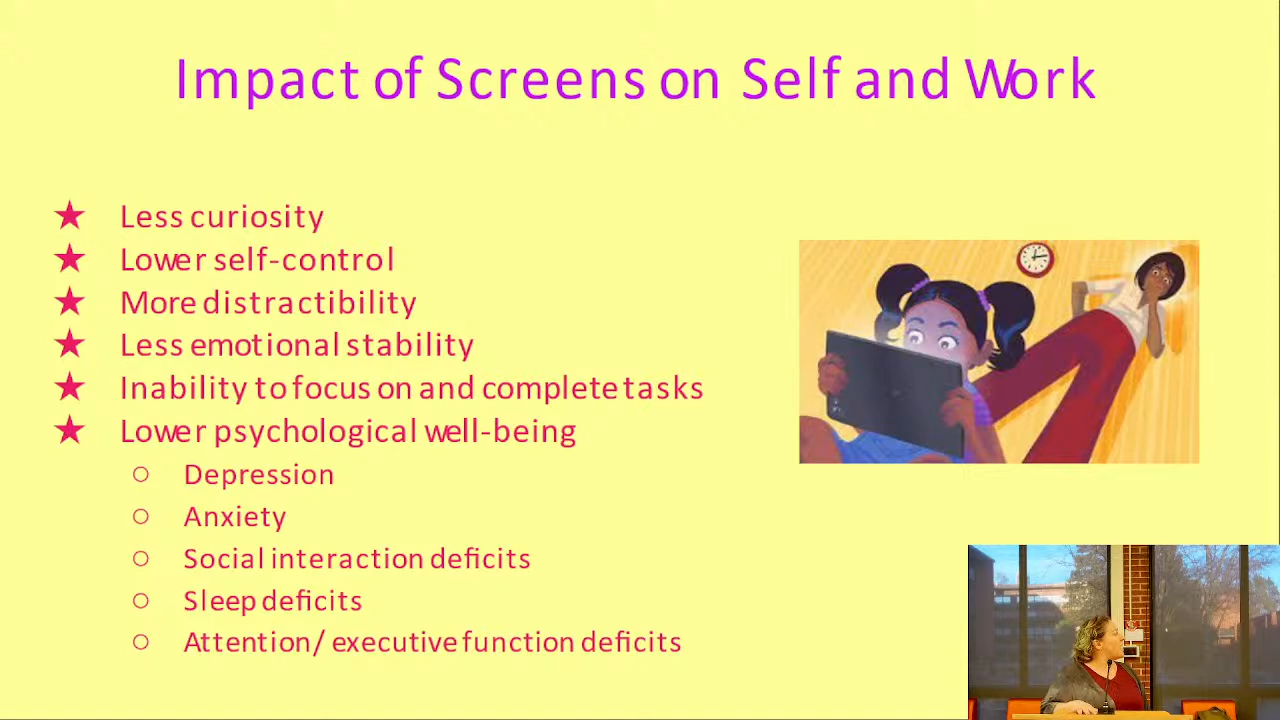 Impact of Screens on Self and Work
★ Less curiosity
★ Lower self-control
★ More distractibility
★ Less emotional stability
★ Inability to focus on and complete tasks
★ Lower psychological well-being
○ Depression
○ Anxiety
○ Social interaction deficits
○ Sleep deficits
○ Attention/ executive function deficits